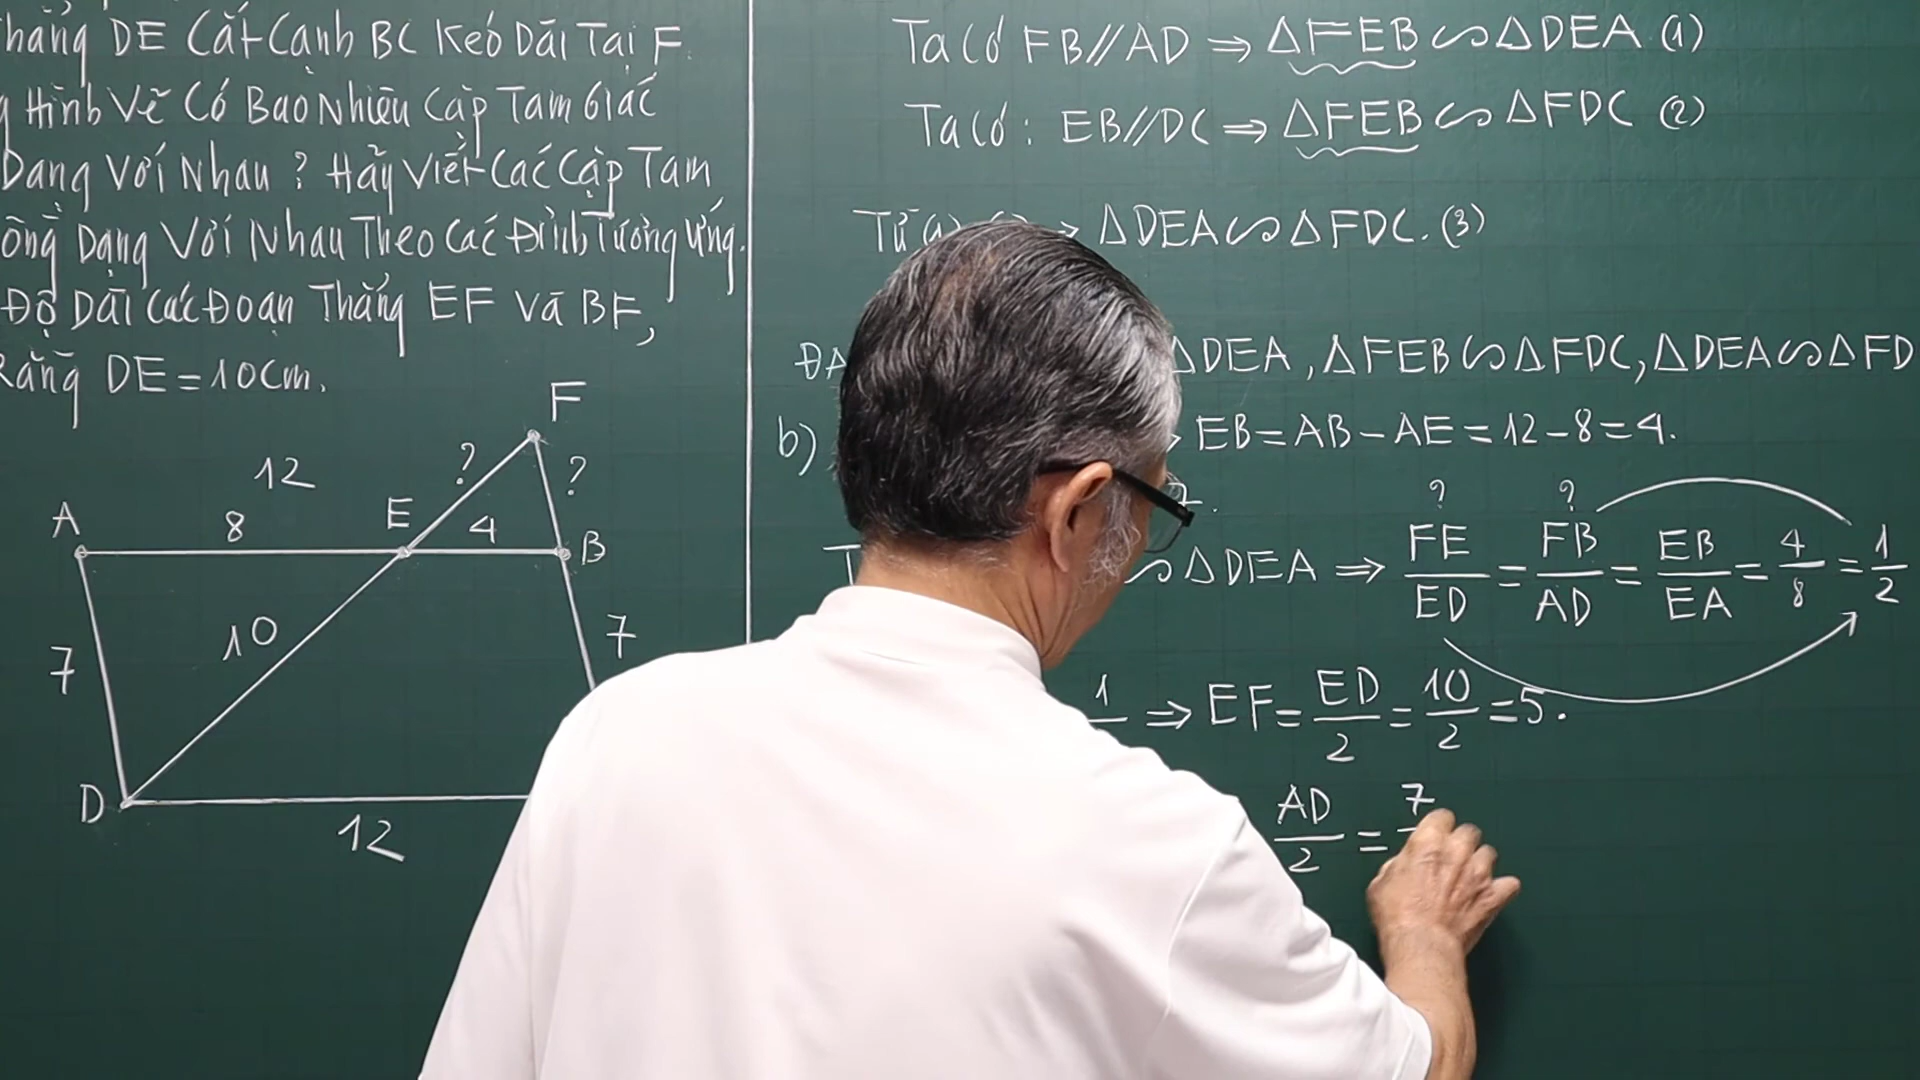 thẳng DE Cắt Cạnh BC Kéo Dài Tại F.
Hình Vẽ Có Bao Nhiêu Cặp Tam Giác
Dạng Với Nhau ? Hãy Viết Các Cặp Tam
Đồng Dạng Với Nhau Theo Các Đỉnh Tương Ứng.
Độ Dài Các Đoạn Thẳng EF Và BF,
Rằng DE = 10cm.
F
12
?
?
A
8
E
4
B
10
7
7
D
12
Ta Có FB // AD ⇒ ΔFEB ∽ ΔDEA (1)
Ta Có : EB // DC ⇒ ΔFEB ∽ ΔFDC (2)
Từ (1) ⇒ ΔDEA ∽ ΔFDC. (3)
ΔDEA , ΔFEB ∽ ΔFDC, ΔDEA ∽ ΔFD
b) EB = AB - AE = 12 - 8 = 4.
? ?
∽ ΔDEA ⇒ FE/ED = FB/AD = EB/EA = 4/8 = 1/2
1 ⇒ EF = ED/2 = 10/2 = 5.
AD/2 = 7